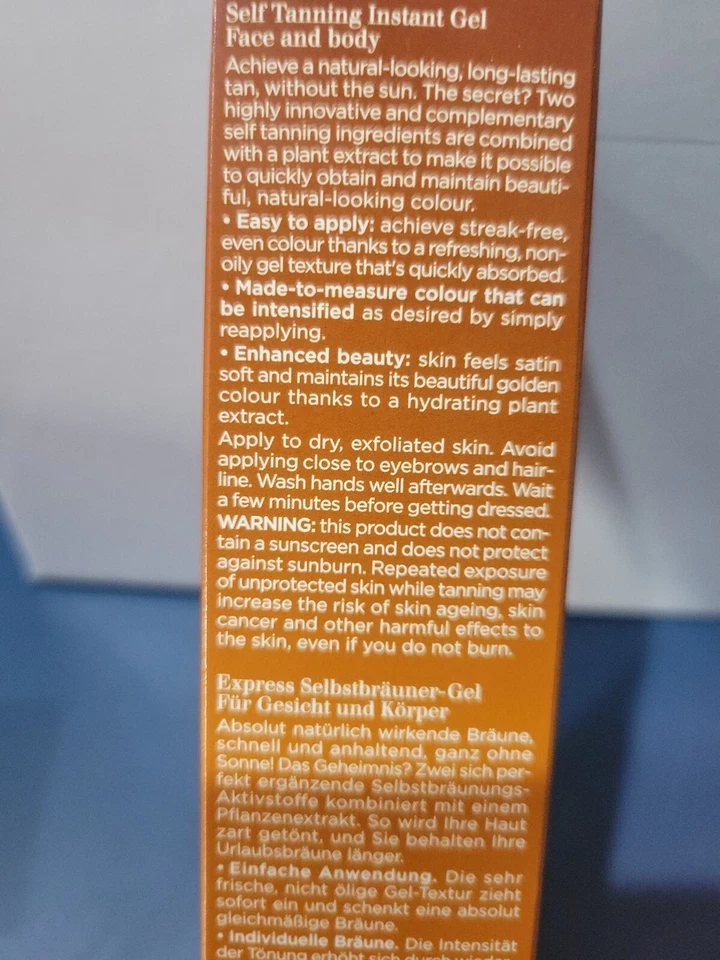 Self Tanning Instant Gel
Face and body
Achieve a natural-looking, long-lasting
tan, without the sun. The secret? Two
highly innovative and complementary
self tanning ingredients are combined
with a plant extract to make it possible
to quickly obtain and maintain beauti-
ful, natural-looking colour.
• Easy to apply: achieve streak-free,
even colour thanks to a refreshing, non-
oily gel texture that's quickly absorbed.
• Made-to-measure colour that can
be intensified as desired by simply
reapplying.
• Enhanced beauty: skin feels satin
soft and maintains its beautiful golden
colour thanks to a hydrating plant
extract.
Apply to dry, exfoliated skin. Avoid
applying close to eyebrows and hair-
line. Wash hands well afterwards. Wait
a few minutes before getting dressed.
WARNING: this product does not con-
tain a sunscreen and does not protect
against sunburn. Repeated exposure
of unprotected skin while tanning may
increase the risk of skin ageing, skin
cancer and other harmful effects to
the skin, even if you do not burn.
Express Selbstbräuner-Gel
Für Gesicht und Körper
Absolut natürlich wirkende Bräune,
schnell und anhaltend, ganz ohne
Sonne! Das Geheimnis? Zwei sich per-
fekt ergänzende Selbstbräunungs-
Aktivstoffe kombiniert mit einem
Pflanzenextrakt. So wird Ihre Haut
zart getönt, und Sie behalten Ihre
Urlaubsbräune länger.
• Einfache Anwendung. Die sehr
frische, nicht ölige Gel-Textur zieht
sofort ein und schenkt eine absolut
gleichmäßige Bräune.
• Individuelle Bräune. Die Intensität
der Tönung erhöht sich durch wieder-